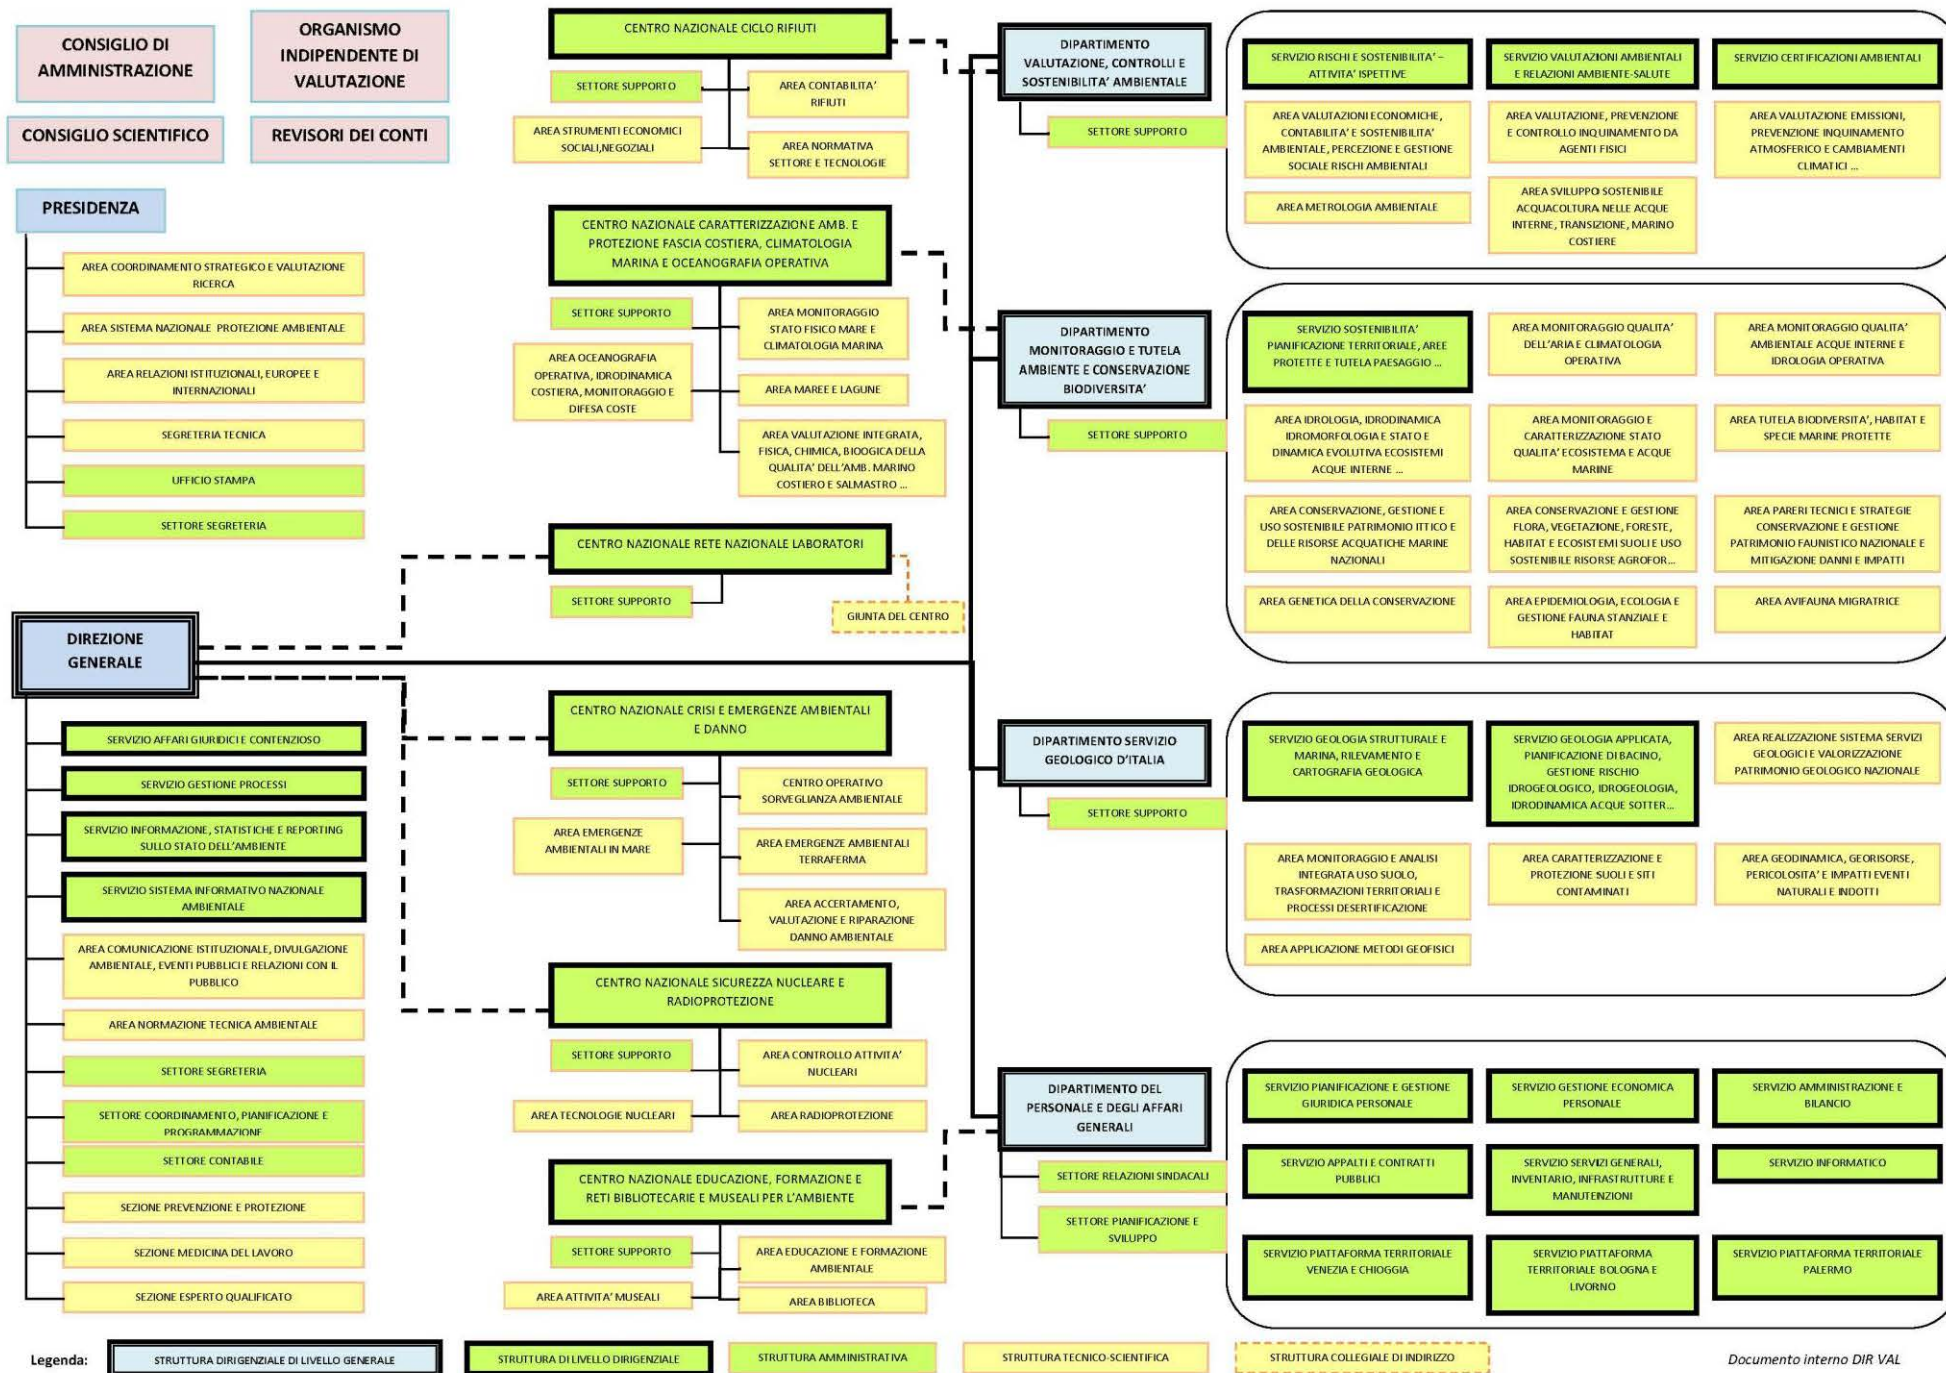 CONSIGLIO DI
AMMINISTRAZIONE
ORGANISMO
INDIPENDENTE DI
VALUTAZIONE
CONSIGLIO SCIENTIFICO
REVISORI DEI CONTI
PRESIDENZA
AREA COORDINAMENTO STRATEGICO E VALUTAZIONE
RICERCA
AREA SISTEMA NAZIONALE PROTEZIONE AMBIENTALE
AREA RELAZIONI ISTITUZIONALI, EUROPEE E
INTERNAZIONALI
SEGRETERIA TECNICA
UFFICIO STAMPA
SETTORE SEGRETERIA
DIREZIONE
GENERALE
SERVIZIO AFFARI GIURIDICI E CONTENZIOSO
SERVIZIO GESTIONE PROCESSI
SERVIZIO INFORMAZIONE, STATISTICHE E REPORTING
SULLO STATO DELL'AMBIENTE
SERVIZIO SISTEMA INFORMATIVO NAZIONALE
AMBIENTALE
AREA COMUNICAZIONE ISTITUZIONALE, DIVULGAZIONE
AMBIENTALE, EVENTI PUBBLICI E RELAZIONI CON IL
PUBBLICO
AREA NORMAZIONE TECNICA AMBIENTALE
SETTORE SEGRETERIA
SETTORE COORDINAMENTO, PIANIFICAZIONE E
PROGRAMMAZIONE
SETTORE CONTABILE
SEZIONE PREVENZIONE E PROTEZIONE
SEZIONE MEDICINA DEL LAVORO
SEZIONE ESPERTO QUALIFICATO
CENTRO NAZIONALE CICLO RIFIUTI
SETTORE SUPPORTO
AREA CONTABILITA'
RIFIUTI
AREA STRUMENTI ECONOMICI
SOCIALI,NEGOZIALI
AREA NORMATIVA
SETTORE E TECNOLOGIE
CENTRO NAZIONALE CARATTERIZZAZIONE AMB. E
PROTEZIONE FASCIA COSTIERA, CLIMATOLOGIA
MARINA E OCEANOGRAFIA OPERATIVA
SETTORE SUPPORTO
AREA MONITORAGGIO
STATO FISICO MARE E
CLIMATOLOGIA MARINA
AREA OCEANOGRAFIA
OPERATIVA, IDRODINAMICA
COSTIERA, MONITORAGGIO E
DIFESA COSTE
AREA MAREE E LAGUNE
AREA VALUTAZIONE INTEGRATA,
FISICA, CHIMICA, BIOOGICA DELLA
QUALITA' DELL'AMB. MARINO
COSTIERO E SALMASTRO ...
CENTRO NAZIONALE RETE NAZIONALE LABORATORI
SETTORE SUPPORTO
GIUNTA DEL CENTRO
CENTRO NAZIONALE CRISI E EMERGENZE AMBIENTALI
E DANNO
SETTORE SUPPORTO
CENTRO OPERATIVO
SORVEGLIANZA AMBIENTALE
AREA EMERGENZE
AMBIENTALI IN MARE
AREA EMERGENZE AMBIENTALI
TERRAFERMA
AREA ACCERTAMENTO,
VALUTAZIONE E RIPARAZIONE
DANNO AMBIENTALE
CENTRO NAZIONALE SICUREZZA NUCLEARE E
RADIOPROTEZIONE
SETTORE SUPPORTO
AREA CONTROLLO ATTIVITA'
NUCLEARI
AREA TECNOLOGIE NUCLEARI
AREA RADIOPROTEZIONE
CENTRO NAZIONALE EDUCAZIONE, FORMAZIONE E
RETI BIBLIOTECARIE E MUSEALI PER L'AMBIENTE
SETTORE SUPPORTO
AREA EDUCAZIONE E FORMAZIONE
AMBIENTALE
AREA ATTIVITA' MUSEALI
AREA BIBLIOTECA
DIPARTIMENTO
VALUTAZIONE, CONTROLLI E
SOSTENIBILITA' AMBIENTALE
SETTORE SUPPORTO
SERVIZIO RISCHI E SOSTENIBILITA' –
ATTIVITA' ISPETTIVE
SERVIZIO VALUTAZIONI AMBIENTALI
E RELAZIONI AMBIENTE-SALUTE
SERVIZIO CERTIFICAZIONI AMBIENTALI
AREA VALUTAZIONI ECONOMICHE,
CONTABILITA' E SOSTENIBILITA'
AMBIENTALE, PERCEZIONE E GESTIONE
SOCIALE RISCHI AMBIENTALI
AREA VALUTAZIONE, PREVENZIONE
E CONTROLLO INQUINAMENTO DA
AGENTI FISICI
AREA VALUTAZIONE EMISSIONI,
PREVENZIONE INQUINAMENTO
ATMOSFERICO E CAMBIAMENTI
CLIMATICI ...
AREA METROLOGIA AMBIENTALE
AREA SVILUPPO SOSTENIBILE
ACQUACOLTURA NELLE ACQUE
INTERNE, TRANSIZIONE, MARINO
COSTIERE
DIPARTIMENTO
MONITORAGGIO E TUTELA
AMBIENTE E CONSERVAZIONE
BIODIVERSITA'
SETTORE SUPPORTO
SERVIZIO SOSTENIBILITA'
PIANIFICAZIONE TERRITORIALE, AREE
PROTETTE E TUTELA PAESAGGIO ...
AREA MONITORAGGIO QUALITA'
DELL'ARIA E CLIMATOLOGIA
OPERATIVA
AREA MONITORAGGIO QUALITA'
AMBIENTALE ACQUE INTERNE E
IDROLOGIA OPERATIVA
AREA IDROLOGIA, IDRODINAMICA
IDROMORFOLOGIA E STATO E
DINAMICA EVOLUTIVA ECOSISTEMI
ACQUE INTERNE ...
AREA MONITORAGGIO E
CARATTERIZZAZIONE STATO
QUALITA' ECOSISTEMA E ACQUE
MARINE
AREA TUTELA BIODIVERSITA', HABITAT E
SPECIE MARINE PROTETTE
AREA CONSERVAZIONE, GESTIONE E
USO SOSTENIBILE PATRIMONIO ITTICO E
DELLE RISORSE ACQUATICHE MARINE
NAZIONALI
AREA CONSERVAZIONE E GESTIONE
FLORA, VEGETAZIONE, FORESTE,
HABITAT E ECOSISTEMI SUOLI E USO
SOSTENIBILE RISORSE AGROFOR...
AREA PARERI TECNICI E STRATEGIE
CONSERVAZIONE E GESTIONE
PATRIMONIO FAUNISTICO NAZIONALE E
MITIGAZIONE DANNI E IMPATTI
AREA GENETICA DELLA CONSERVAZIONE
AREA EPIDEMIOLOGIA, ECOLOGIA E
GESTIONE FAUNA STANZIALE E
HABITAT
AREA AVIFAUNA MIGRATRICE
DIPARTIMENTO SERVIZIO
GEOLOGICO D'ITALIA
SETTORE SUPPORTO
SERVIZIO GEOLOGIA STRUTTURALE E
MARINA, RILEVAMENTO E
CARTOGRAFIA GEOLOGICA
SERVIZIO GEOLOGIA APPLICATA,
PIANIFICAZIONE DI BACINO,
GESTIONE RISCHIO
IDROGEOLOGICO, IDROGEOLOGIA,
IDRODINAMICA ACQUE SOTTER...
AREA REALIZZAZIONE SISTEMA SERVIZI
GEOLOGICI E VALORIZZAZIONE
PATRIMONIO GEOLOGICO NAZIONALE
AREA MONITORAGGIO E ANALISI
INTEGRATA USO SUOLO,
TRASFORMAZIONI TERRITORIALI E
PROCESSI DESERTIFICAZIONE
AREA CARATTERIZZAZIONE E
PROTEZIONE SUOLI E SITI
CONTAMINATI
AREA GEODINAMICA, GEORISORSE,
PERICOLOSITA' E IMPATTI EVENTI
NATURALI E INDOTTI
AREA APPLICAZIONE METODI GEOFISICI
DIPARTIMENTO DEL
PERSONALE E DEGLI AFFARI
GENERALI
SETTORE RELAZIONI SINDACALI
SETTORE PIANIFICAZIONE E
SVILUPPO
SERVIZIO PIANIFICAZIONE E GESTIONE
GIURIDICA PERSONALE
SERVIZIO GESTIONE ECONOMICA
PERSONALE
SERVIZIO AMMINISTRAZIONE E
BILANCIO
SERVIZIO APPALTI E CONTRATTI
PUBBLICI
SERVIZIO SERVIZI GENERALI,
INVENTARIO, INFRASTRUTTURE E
MANUTENZIONI
SERVIZIO INFORMATICO
SERVIZIO PIATTAFORMA TERRITORIALE
VENEZIA E CHIOGGIA
SERVIZIO PIATTAFORMA
TERRITORIALE BOLOGNA E
LIVORNO
SERVIZIO PIATTAFORMA TERRITORIALE
PALERMO
Legenda:
STRUTTURA DIRIGENZIALE DI LIVELLO GENERALE
STRUTTURA DI LIVELLO DIRIGENZIALE
STRUTTURA AMMINISTRATIVA
STRUTTURA TECNICO-SCIENTIFICA
STRUTTURA COLLEGIALE DI INDIRIZZO
Documento interno DIR VAL